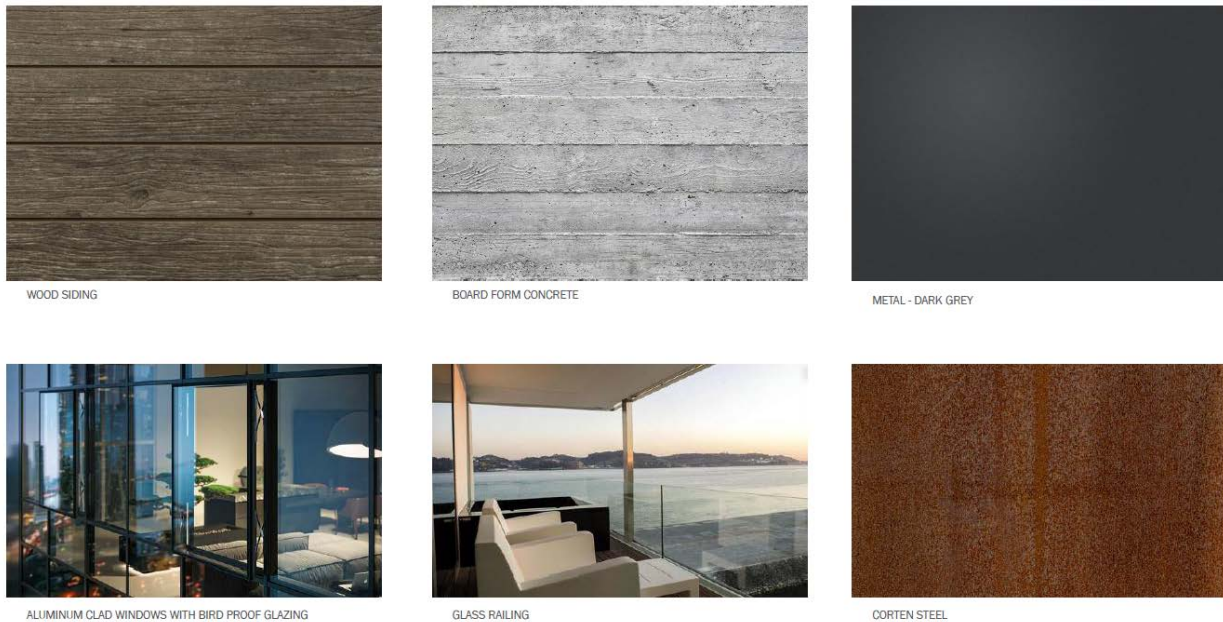 WOOD SIDING
BOARD FORM CONCRETE
METAL - DARK GREY
ALUMINUM CLAD WINDOWS WITH BIRD PROOF GLAZING
GLASS RAILING
CORTEN STEEL